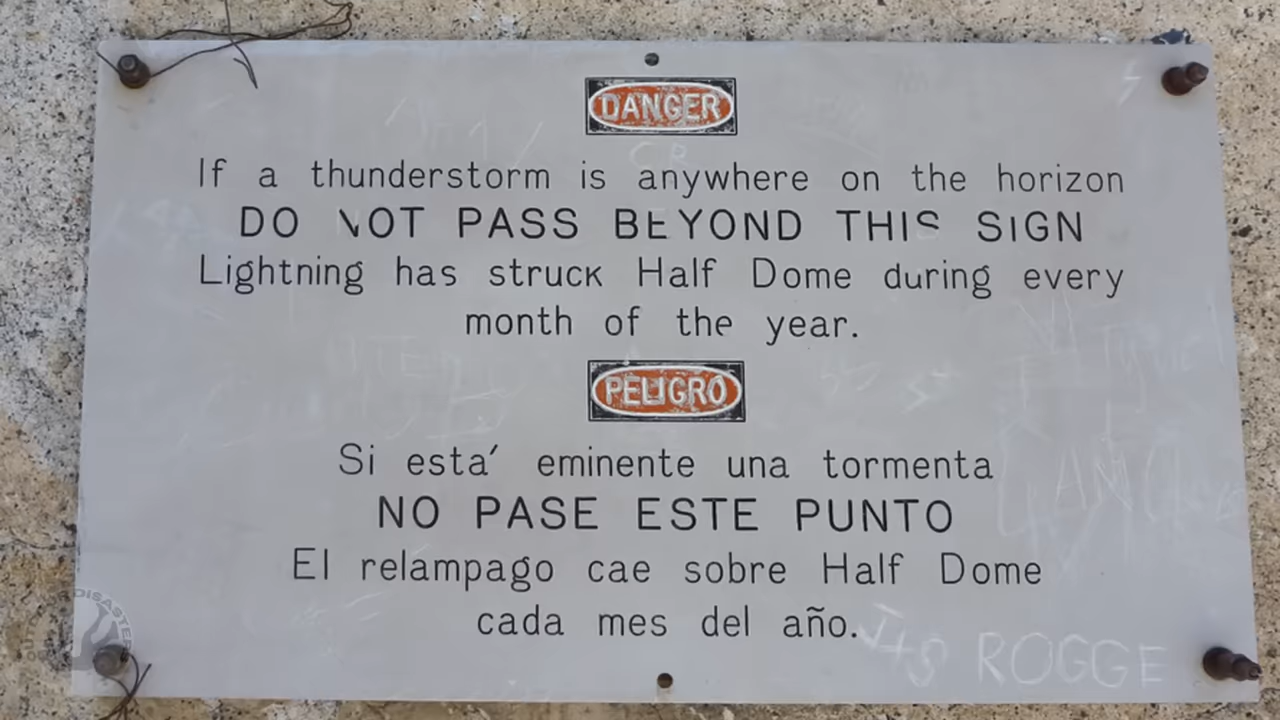 DANGER
If a thunderstorm is anywhere on the horizon
DO NOT PASS BEYOND THIS SIGN
Lightning has struck Half Dome during every
month of the year.
PELIGRO
Si esta´ eminente una tormenta
NO PASE ESTE PUNTO
El relampago cae sobre Half Dome
cada mes del año.
ROGGE
DISASTER